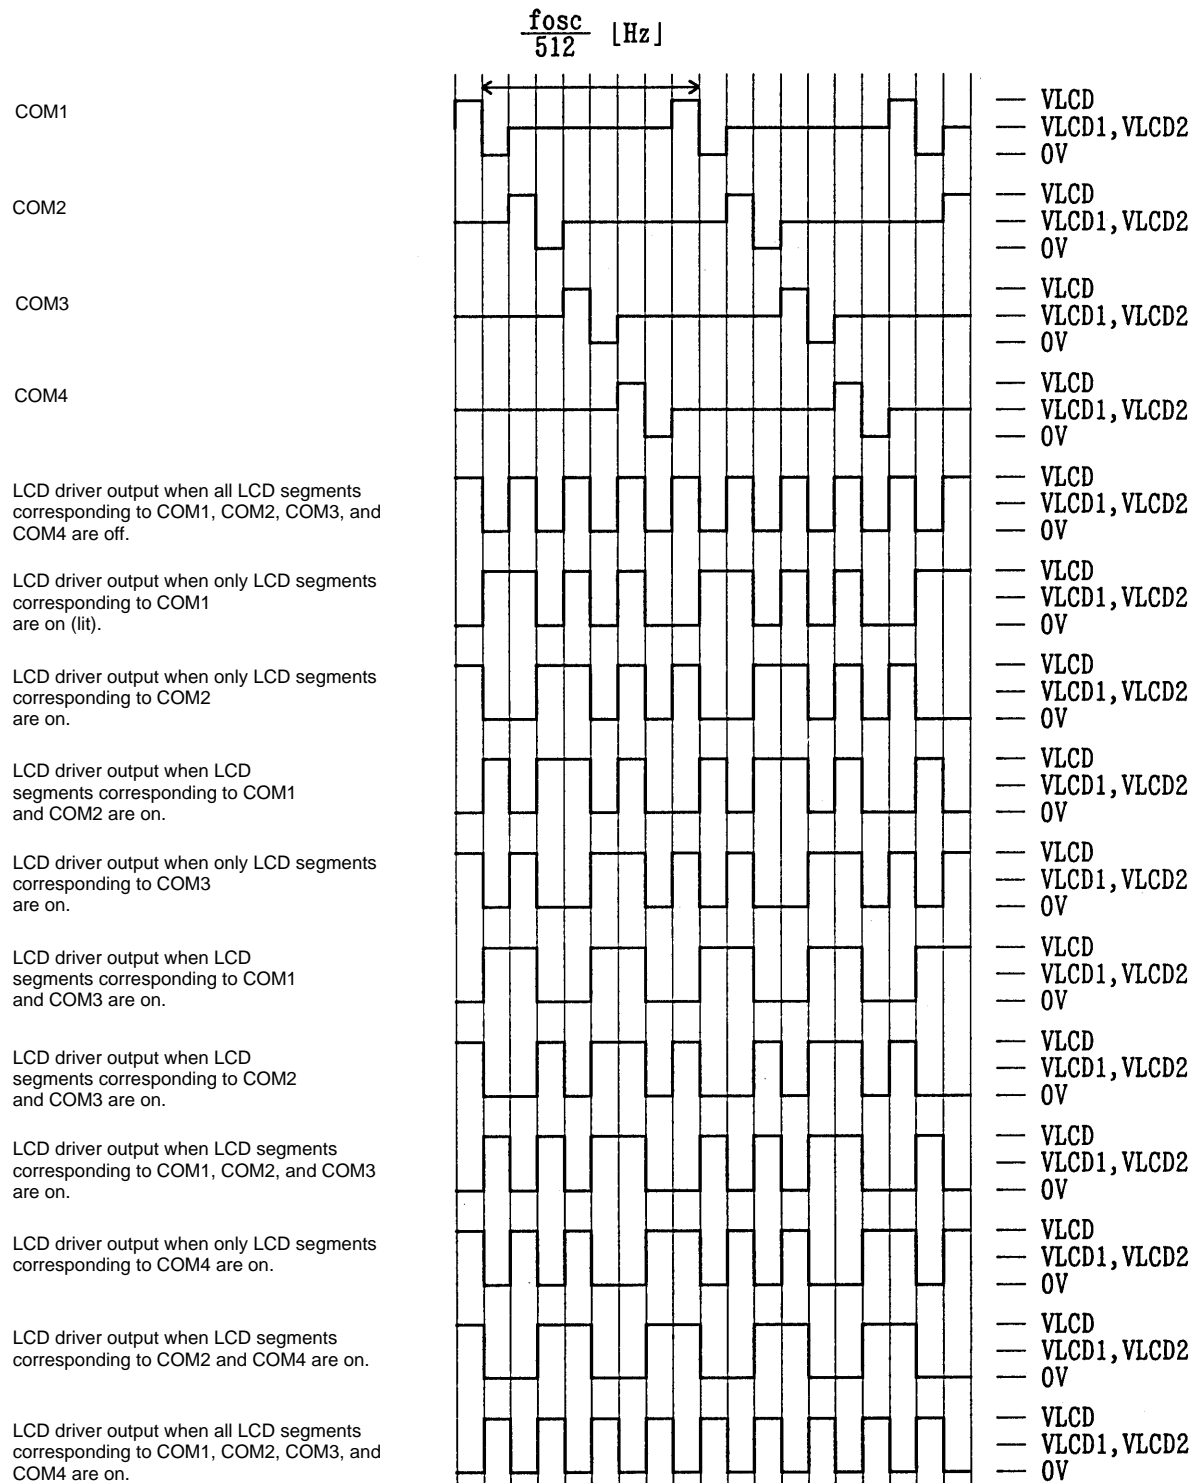 fosc
512 [Hz]
COM1
VLCD
VLCD1,VLCD2
0V
COM2
VLCD
VLCD1,VLCD2
0V
COM3
VLCD
VLCD1,VLCD2
0V
COM4
VLCD
VLCD1,VLCD2
0V
LCD driver output when all LCD segments
corresponding to COM1, COM2, COM3, and
COM4 are off.
VLCD
VLCD1,VLCD2
0V
LCD driver output when only LCD segments
corresponding to COM1
are on (lit).
VLCD
VLCD1,VLCD2
0V
LCD driver output when only LCD segments
corresponding to COM2
are on.
VLCD
VLCD1,VLCD2
0V
LCD driver output when LCD
segments corresponding to COM1
and COM2 are on.
VLCD
VLCD1,VLCD2
0V
LCD driver output when only LCD segments
corresponding to COM3
are on.
VLCD
VLCD1,VLCD2
0V
LCD driver output when LCD
segments corresponding to COM1
and COM3 are on.
VLCD
VLCD1,VLCD2
0V
LCD driver output when LCD
segments corresponding to COM2
and COM3 are on.
VLCD
VLCD1,VLCD2
0V
LCD driver output when LCD segments
corresponding to COM1, COM2, and COM3
are on.
VLCD
VLCD1,VLCD2
0V
LCD driver output when only LCD segments
corresponding to COM4 are on.
VLCD
VLCD1,VLCD2
0V
LCD driver output when LCD segments
corresponding to COM2 and COM4 are on.
VLCD
VLCD1,VLCD2
0V
LCD driver output when all LCD segments
corresponding to COM1, COM2, COM3, and
COM4 are on.
VLCD
VLCD1,VLCD2
0V